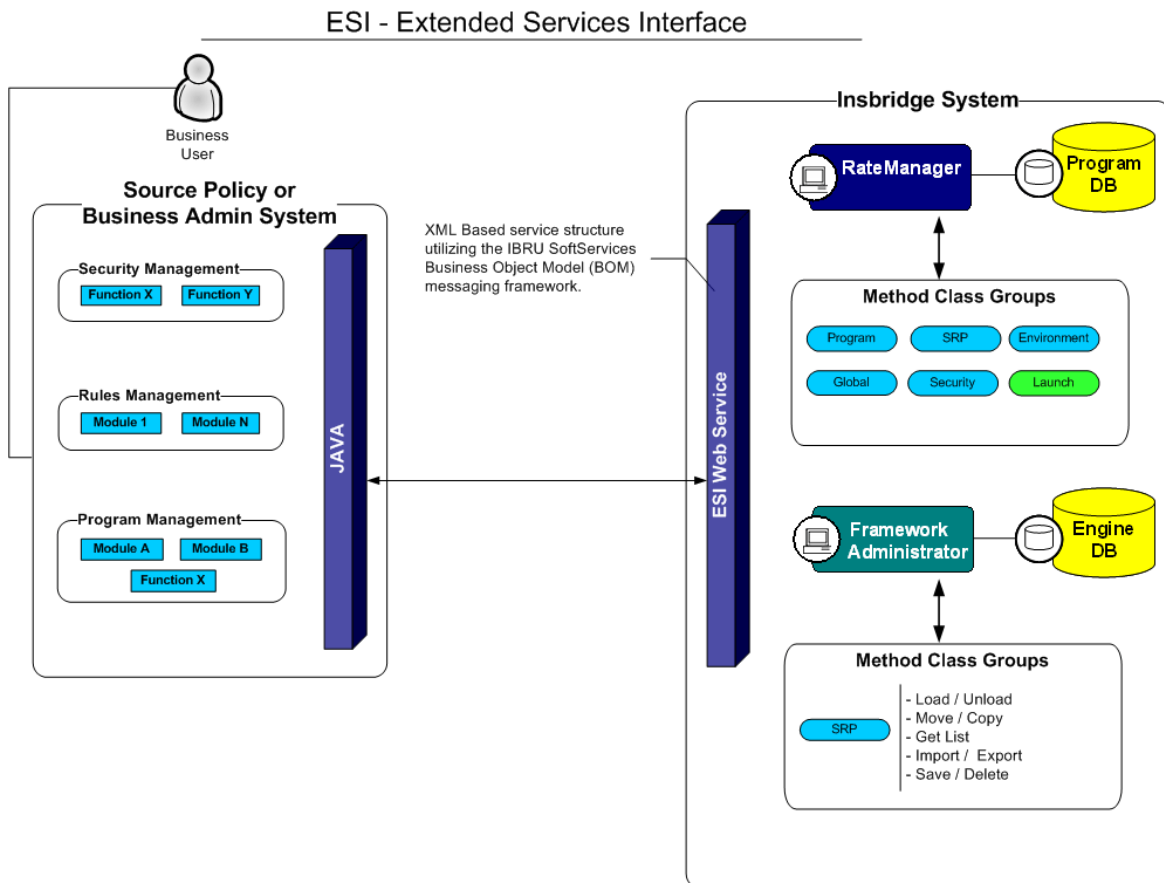 ESI - Extended Services Interface
Business
User
Source Policy or
Business Admin System
Security Management
Function X
Function Y
Rules Management
Module 1
Module N
Program Management
Module A
Module B
Function X
JAVA
XML Based service structure
utilizing the IBRU SoftServices
Business Object Model (BOM)
messaging framework.
ESI Web Service
Insbridge System
RateManager
Program
DB
Method Class Groups
Program
SRP
Environment
Global
Security
Launch
Framework
Administrator
Engine
DB
Method Class Groups
SRP
- Load / Unload
- Move / Copy
- Get List
- Import / Export
- Save / Delete